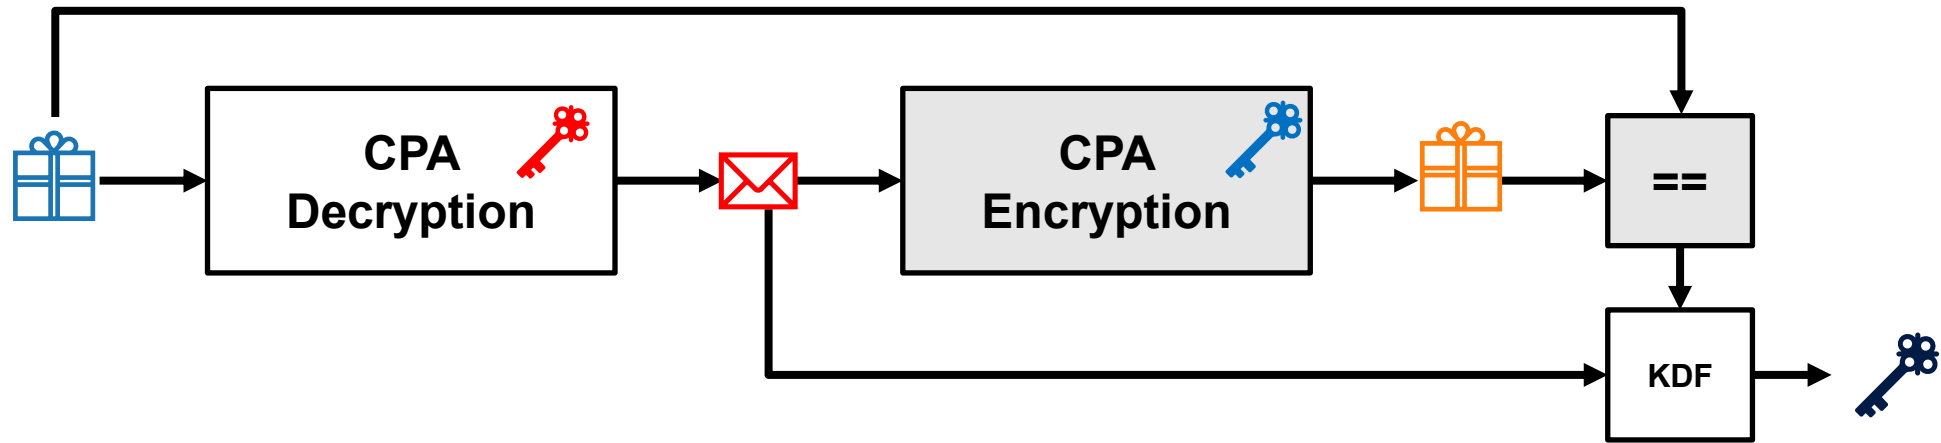 CPA
Decryption
CPA
Encryption
==
KDF